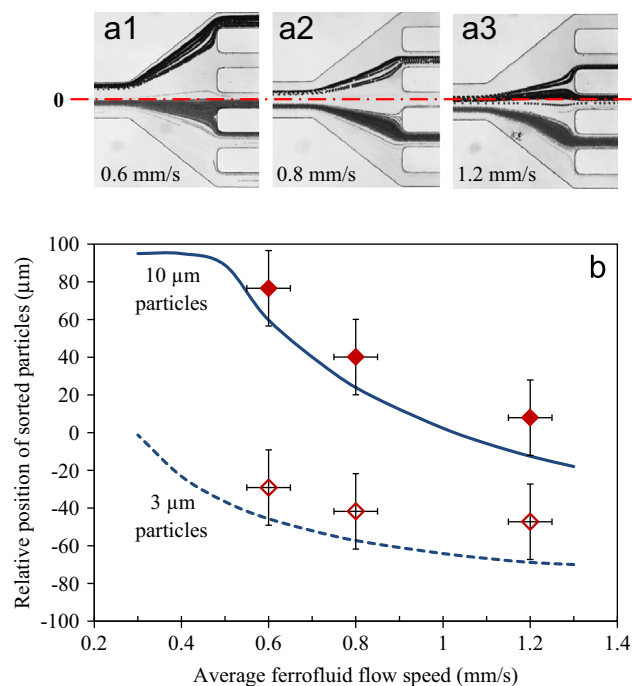 a1
a2
a3
0
0.6 mm/s
0.8 mm/s
1.2 mm/s
b
Relative position of sorted particles (µm)
100
80
60
40
20
0
-20
-40
-60
-80
-100
10 µm
particles
3 µm
particles
0.2
0.4
0.6
0.8
1
1.2
1.4
Average ferrofluid flow speed (mm/s)